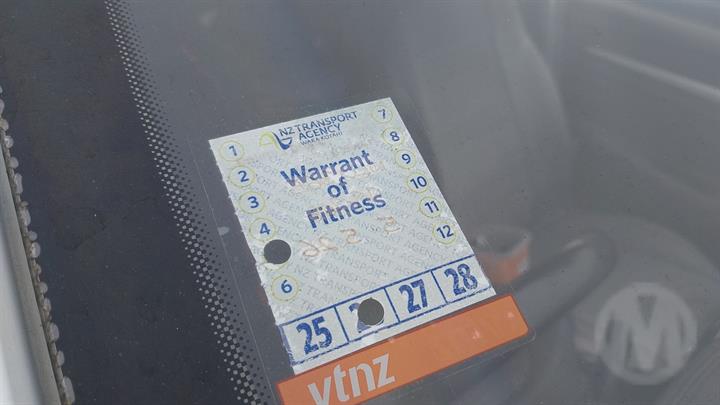 NZ TRANSPORT
AGENCY
WAKA KOTAHI
1
2
3
4
6
7
8
9
10
11
12
Warrant
of
Fitness
25 2 27 28
vtnz
M